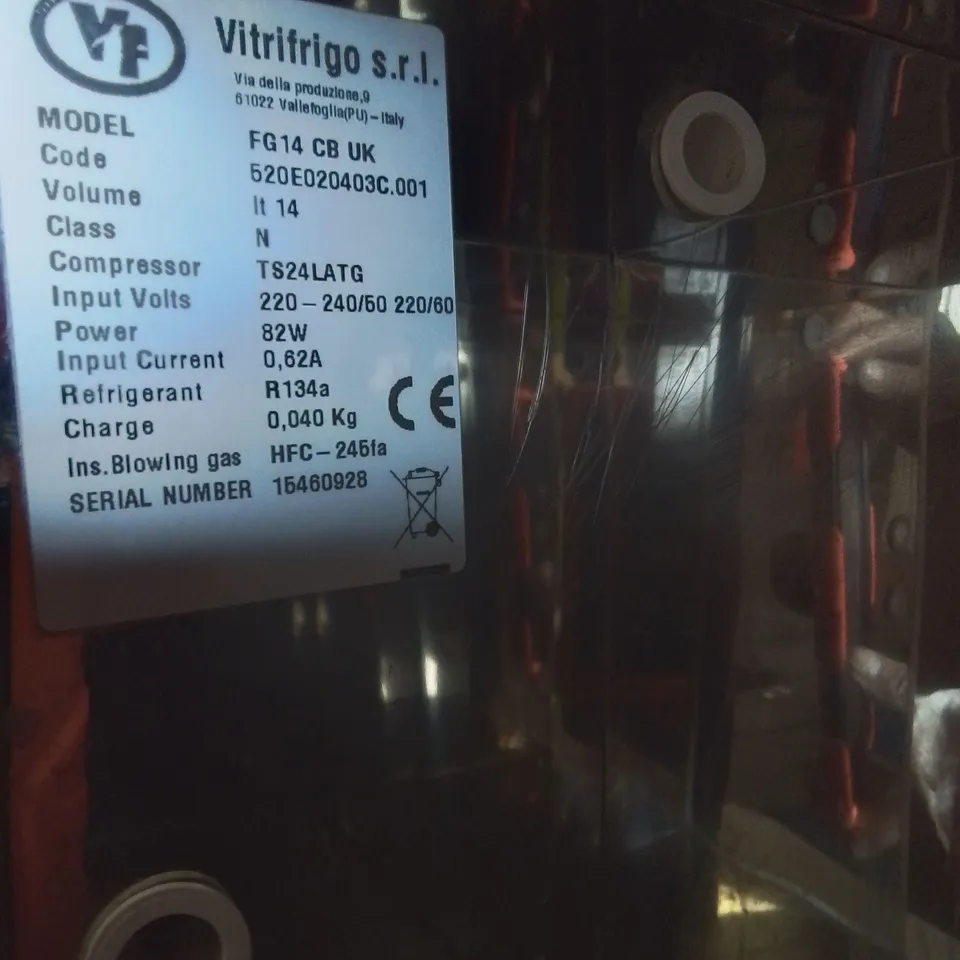 VF
Vitrifrigo s.r.l.
Via della produzione,9
61022 Vallefoglia(PU) – Italy
MODEL FG14 CB UK
Code 520E020403C.001
Volume lt 14
Class N
Compressor TS24LATG
Input Volts 220 – 240/50 220/60
Power 82W
Input Current 0,62A
Refrigerant R134a
Charge 0,040 Kg
CE
Ins.Blowing gas HFC – 245fa
SERIAL NUMBER 15460928